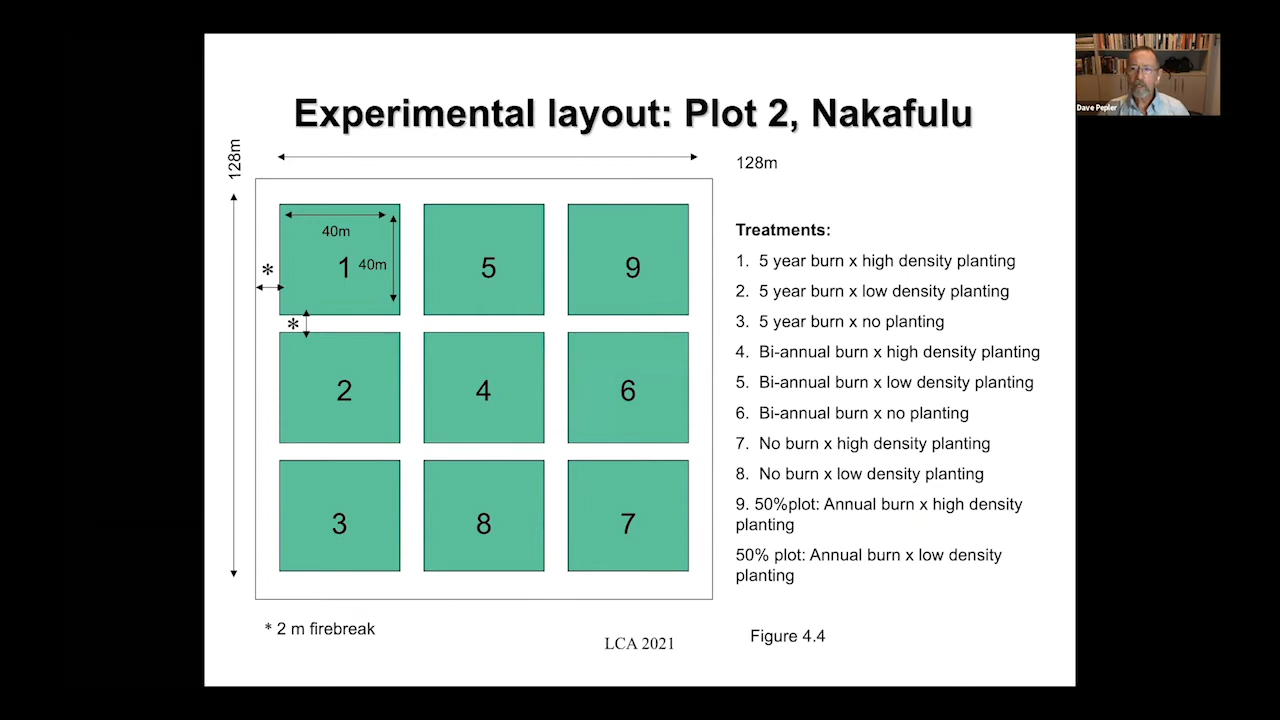 Experimental layout: Plot 2, Nakafulu
128m
128m
40m
40m
1
5
9
*
*
2
4
6
3
8
7
Treatments:
1. 5 year burn x high density planting
2. 5 year burn x low density planting
3. 5 year burn x no planting
4. Bi-annual burn x high density planting
5. Bi-annual burn x low density planting
6. Bi-annual burn x no planting
7. No burn x high density planting
8. No burn x low density planting
9. 50%plot: Annual burn x high density
planting
50% plot: Annual burn x low density
planting
* 2 m firebreak
LCA 2021
Figure 4.4
Dave Pepler